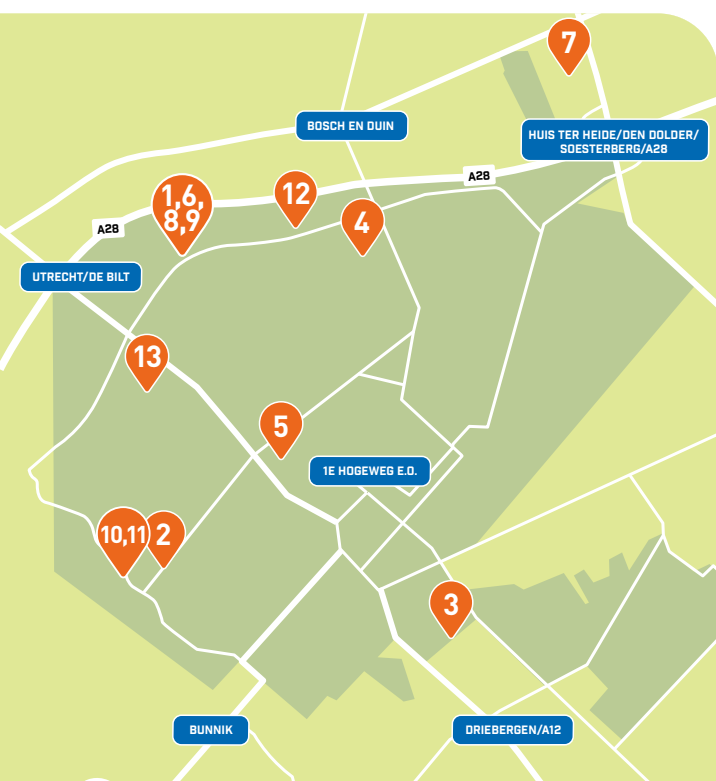 7
BOSCH EN DUIN
HUIS TER HEIDE/DEN DOLDER/
SOESTERBERG/A28
A28
1,6,
8,9
12
4
A28
UTRECHT/DE BILT
13
5
1E HOGEWEG E.O.
10,11
2
3
BUNNIK
DRIEBERGEN/A12